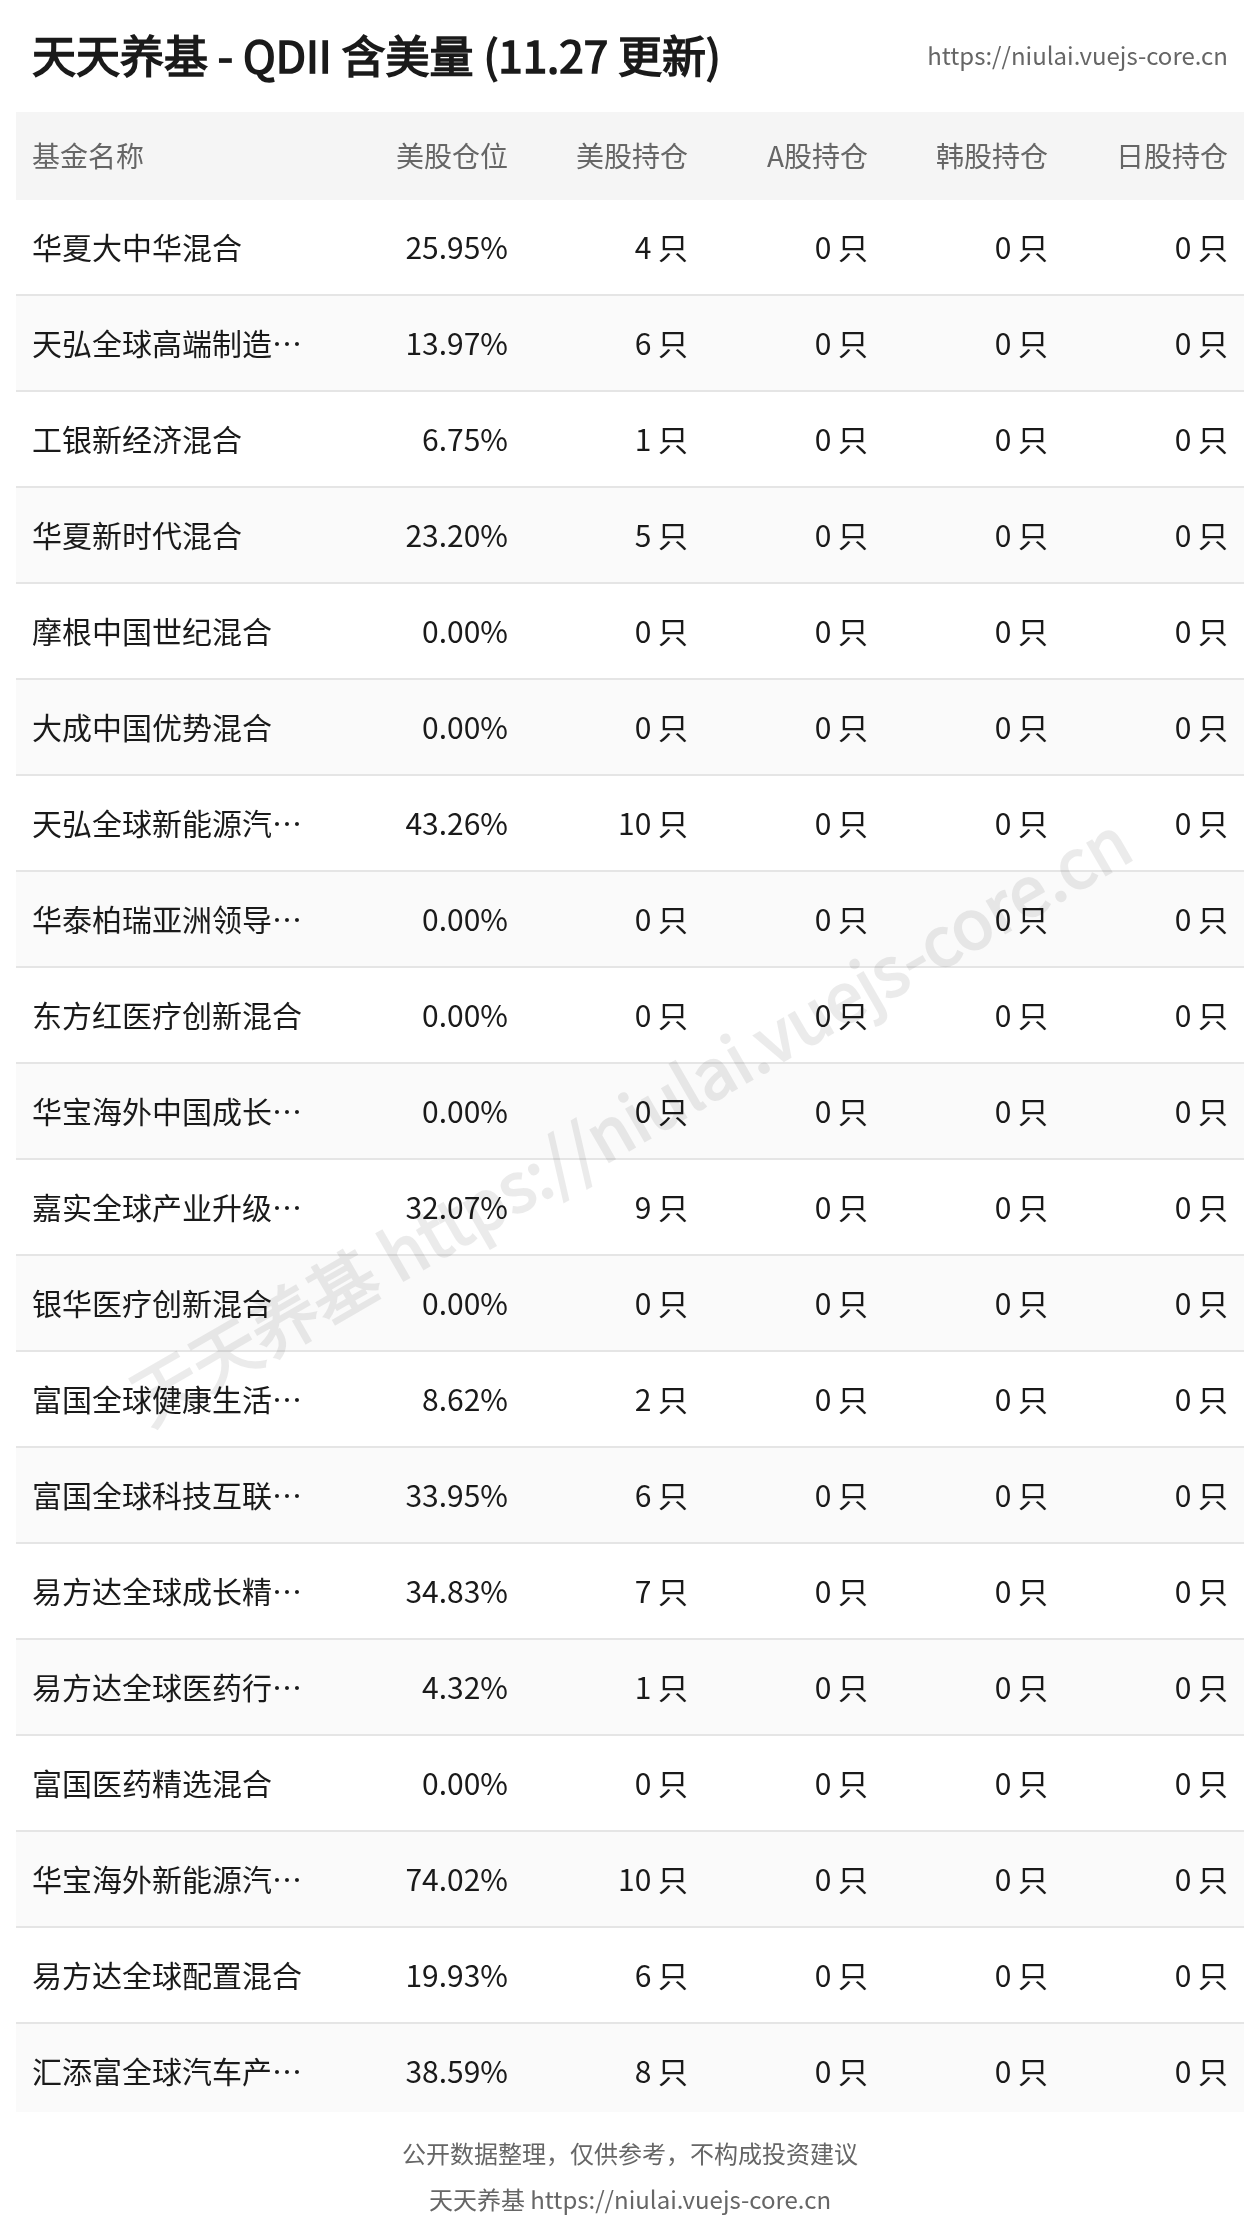 天天养基 - QDII 含美量 (11.27 更新) https://niulai.vuejs-core.cn
基金名称 美股仓位 美股持仓 A股持仓 韩股持仓 日股持仓
华夏大中华混合 25.95% 4 只 0 只 0 只 0 只
天弘全球高端制造… 13.97% 6 只 0 只 0 只 0 只
工银新经济混合 6.75% 1 只 0 只 0 只 0 只
华夏新时代混合 23.20% 5 只 0 只 0 只 0 只
摩根中国世纪混合 0.00% 0 只 0 只 0 只 0 只
大成中国优势混合 0.00% 0 只 0 只 0 只 0 只
天弘全球新能源汽… 43.26% 10 只 0 只 0 只 0 只
华泰柏瑞亚洲领导… 0.00% 0 只 0 只 0 只 0 只
东方红医疗创新混合 0.00% 0 只 0 只 0 只 0 只
华宝海外中国成长… 0.00% 0 只 0 只 0 只 0 只
嘉实全球产业升级… 32.07% 9 只 0 只 0 只 0 只
银华医疗创新混合 0.00% 0 只 0 只 0 只 0 只
富国全球健康生活… 8.62% 2 只 0 只 0 只 0 只
富国全球科技互联… 33.95% 6 只 0 只 0 只 0 只
易方达全球成长精… 34.83% 7 只 0 只 0 只 0 只
易方达全球医药行… 4.32% 1 只 0 只 0 只 0 只
富国医药精选混合 0.00% 0 只 0 只 0 只 0 只
华宝海外新能源汽… 74.02% 10 只 0 只 0 只 0 只
易方达全球配置混合 19.93% 6 只 0 只 0 只 0 只
汇添富全球汽车产… 38.59% 8 只 0 只 0 只 0 只
天天养基 https://niulai.vuejs-core.cn
公开数据整理，仅供参考，不构成投资建议
天天养基 https://niulai.vuejs-core.cn